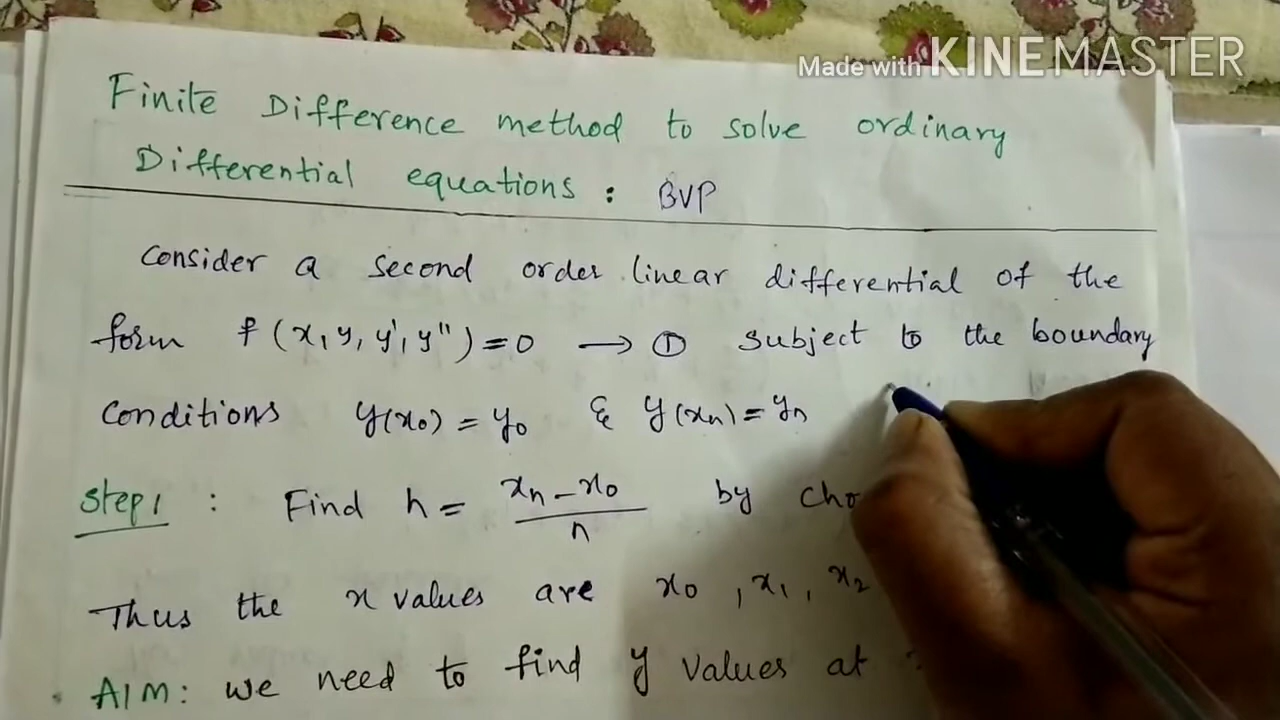 Made with KINEMASTER
Finite Difference method to solve ordinary
Differential equations : BVP
Consider a second order linear differential of the
form f(x, y, y', y'') = 0 → ① subject to the boundary
conditions y(x0) = y0 & y(xn) = yn
Step 1 : Find h = (xn - x0)/n by
Thus the x values are x0, x1, x2
AIM: we need to find y values at